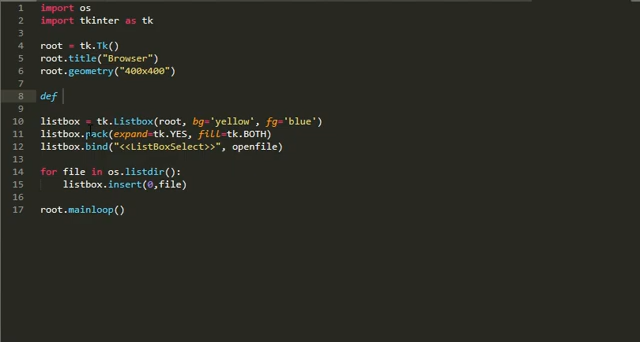 1 import os
2 import tkinter as tk
3
4 root = tk.Tk()
5 root.title("Browser")
6 root.geometry("400x400")
7
8 def
9
10 listbox = tk.Listbox(root, bg='yellow', fg='blue')
11 listbox.pack(expand=tk.YES, fill=tk.BOTH)
12 listbox.bind("<<ListBoxSelect>>", openfile)
13
14 for file in os.listdir():
15 listbox.insert(0,file)
16
17 root.mainloop()